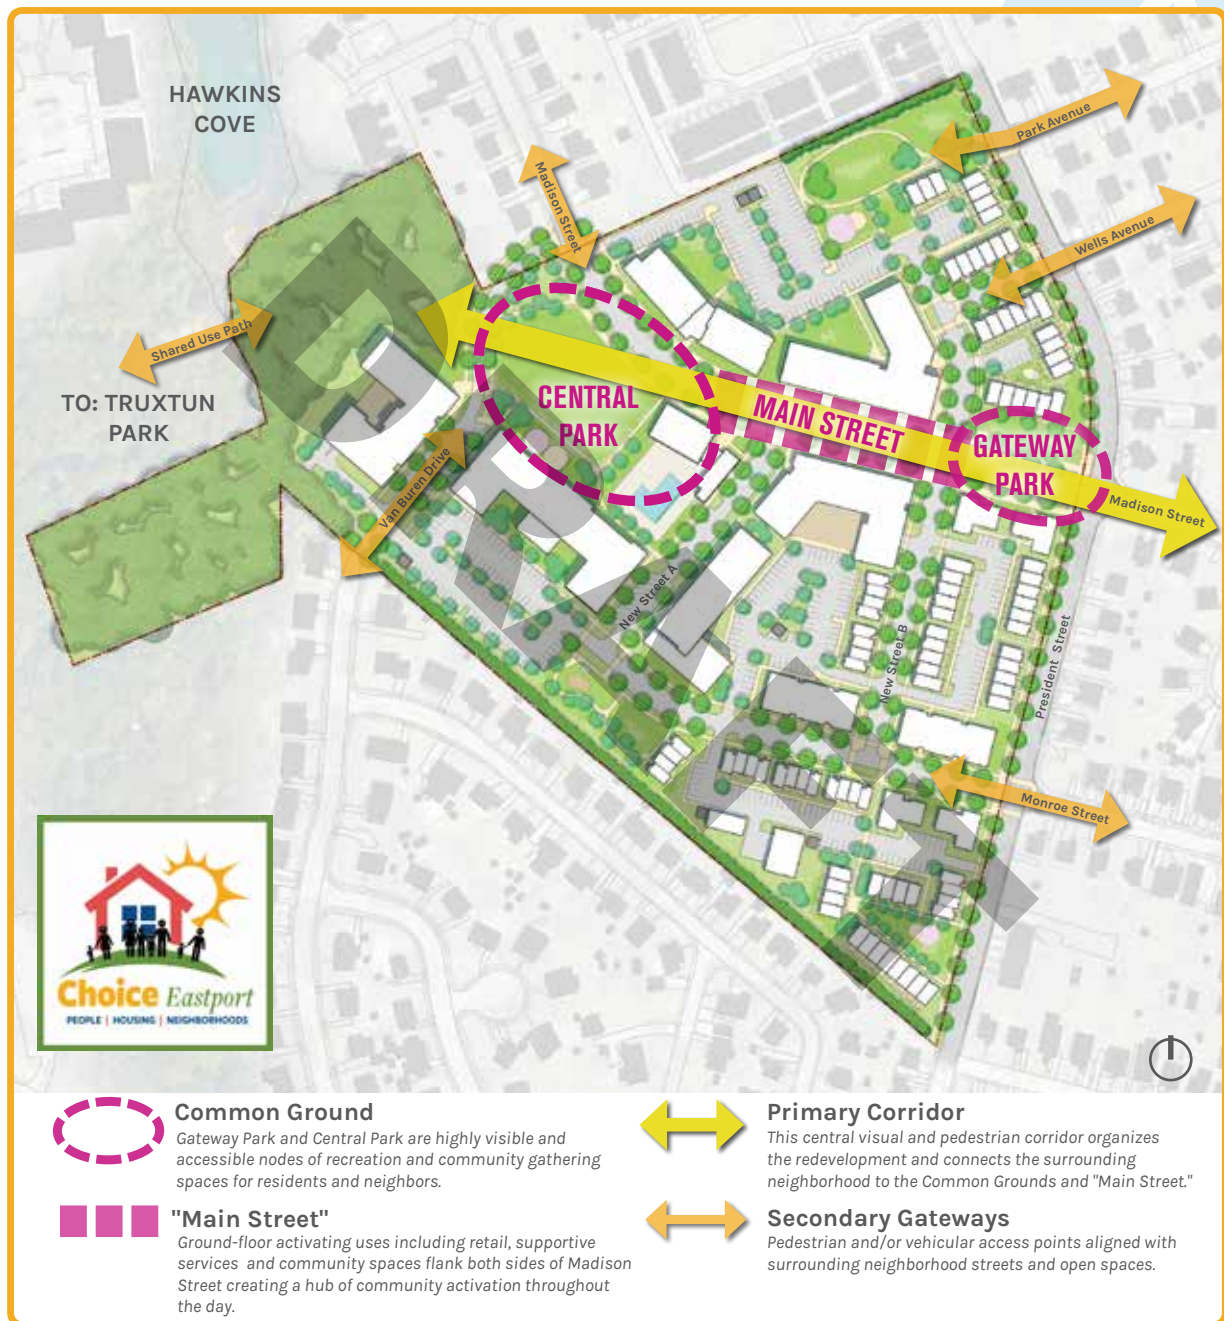 HAWKINS
COVE
Park Avenue
Madison Street
Wells Avenue
Shared Use Path
TO: TRUXTUN
PARK
CENTRAL
PARK
MAIN STREET
GATEWAY
PARK
Madison Street
Van Buren Drive
New Street A
New Street B
President Street
Monroe Street
DRAFT
Choice Eastport
PEOPLE | HOUSING | NEIGHBORHOODS
Common Ground
Gateway Park and Central Park are highly visible and
accessible nodes of recreation and community gathering
spaces for residents and neighbors.
"Main Street"
Ground-floor activating uses including retail, supportive
services and community spaces flank both sides of Madison
Street creating a hub of community activation throughout
the day.
Primary Corridor
This central visual and pedestrian corridor organizes
the redevelopment and connects the surrounding
neighborhood to the Common Grounds and "Main Street."
Secondary Gateways
Pedestrian and/or vehicular access points aligned with
surrounding neighborhood streets and open spaces.